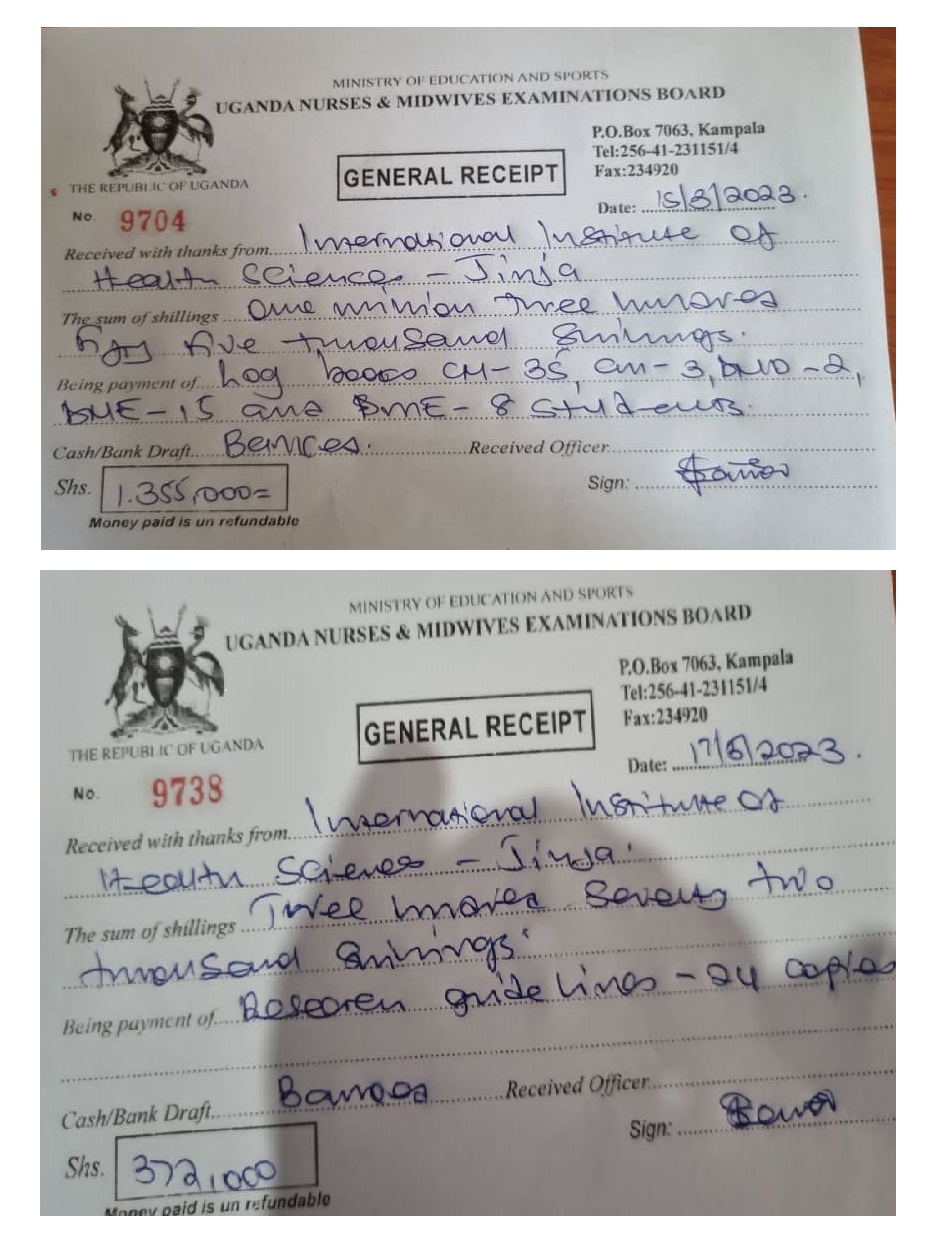 MINISTRY OF EDUCATION AND SPORTS
UGANDA NURSES & MIDWIVES EXAMINATIONS BOARD
P.O.Box 7063, Kampala
Tel:256-41-231151/4
Fax:234920
THE REPUBLIC OF UGANDA
GENERAL RECEIPT
No. 9704
Date: 15/8/2023.
Received with thanks from International Institute of
Health Sciences - Jinja
The sum of shillings One million three hundred
fifty five thousand shillings.
Being payment of log books CM-35, CN-3, DMD-2,
DME-15 and BME-8 students.
Cash/Bank Draft Received Officer
Shs. 1.355,000= Sign:
Money paid is un refundable
MINISTRY OF EDUCATION AND SPORTS
UGANDA NURSES & MIDWIVES EXAMINATIONS BOARD
P.O.Box 7063, Kampala
Tel:256-41-231151/4
Fax:234920
THE REPUBLIC OF UGANDA
GENERAL RECEIPT
No. 9738
Date: 17/8/2023.
Received with thanks from International Institute of
Health Science - Jinja
The sum of shillings Three hundred Seventy two
thousand shillings
Being payment of Research guide lines - 24 copies
Cash/Bank Draft Received Officer
Shs. 372,000 Sign:
Money paid is un refundable